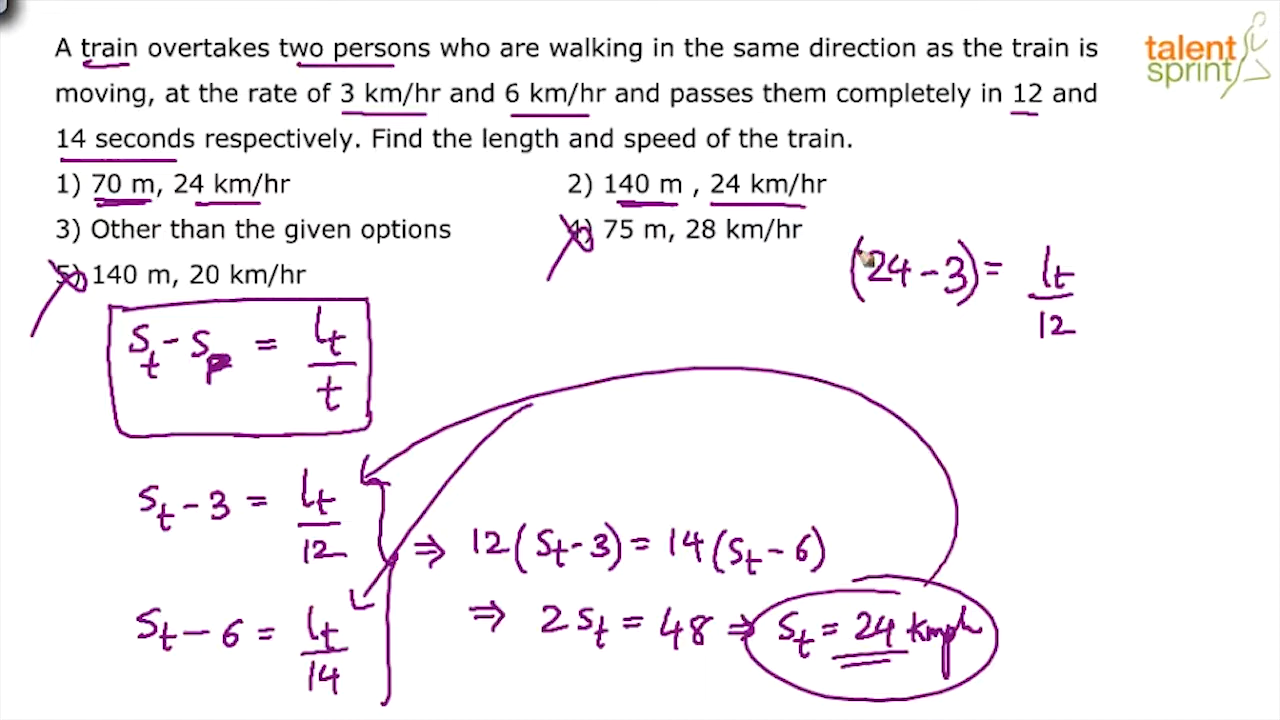 A train overtakes two persons who are walking in the same direction as the train is
moving, at the rate of 3 km/hr and 6 km/hr and passes them completely in 12 and
14 seconds respectively. Find the length and speed of the train.
1) 70 m, 24 km/hr
2) 140 m , 24 km/hr
3) Other than the given options
4) 75 m, 28 km/hr
5) 140 m, 20 km/hr
talent
sprint
(24 - 3) = lt/12
St - Sp = lt/t
St - 3 = lt/12
St - 6 = lt/14
⇒ 12(St - 3) = 14(St - 6)
⇒ 2St = 48 ⇒ St = 24 kmph